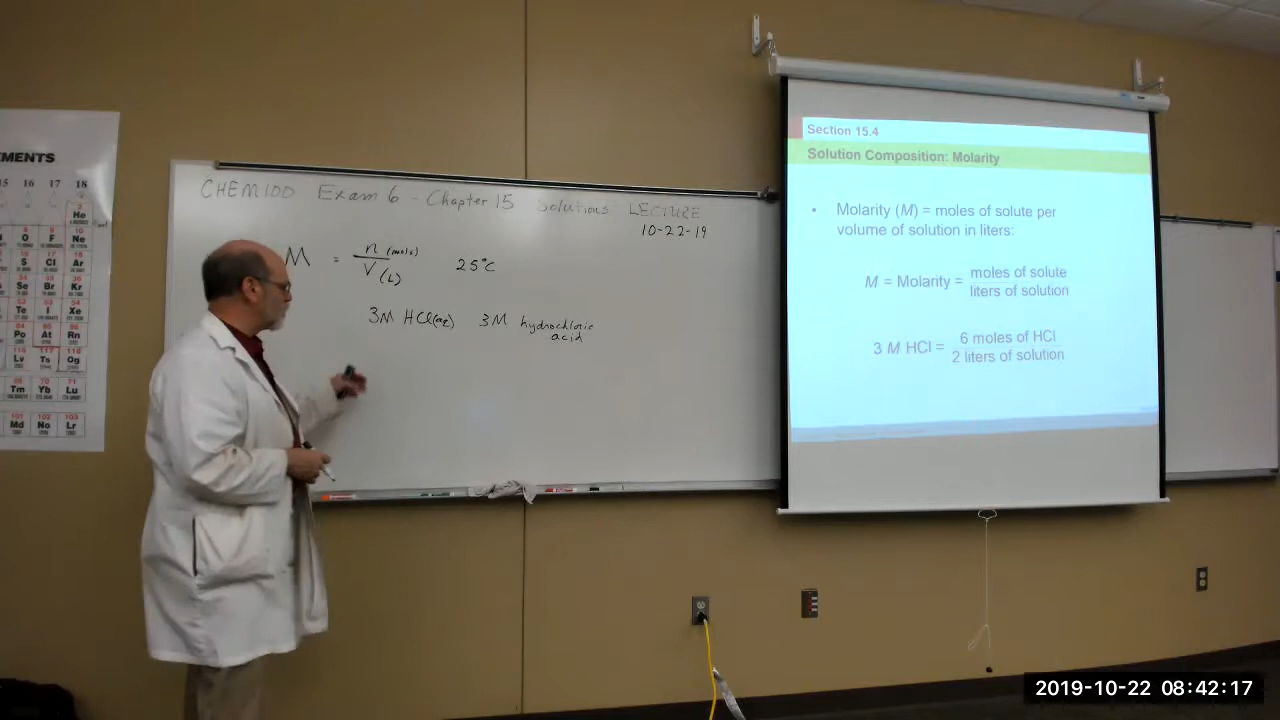 EMENTS
15 16 17 18
He
O F Ne
S Cl Ar
Se Br Kr
Te I Xe
Po At Rn
Lv Ts Og
Tm Yb Lu
Md No Lr
CHEM100 Exam 6 - Chapter 15 Solutions LECTURE
10-22-19
M = n (mols)
V (L)
25°C
3M HCl(aq) 3M hydrochloric
acid
Section 15.4
Solution Composition: Molarity
• Molarity (M) = moles of solute per
volume of solution in liters:
M = Molarity = moles of solute
liters of solution
3 M HCl = 6 moles of HCl
2 liters of solution
2019-10-22 08:42:17